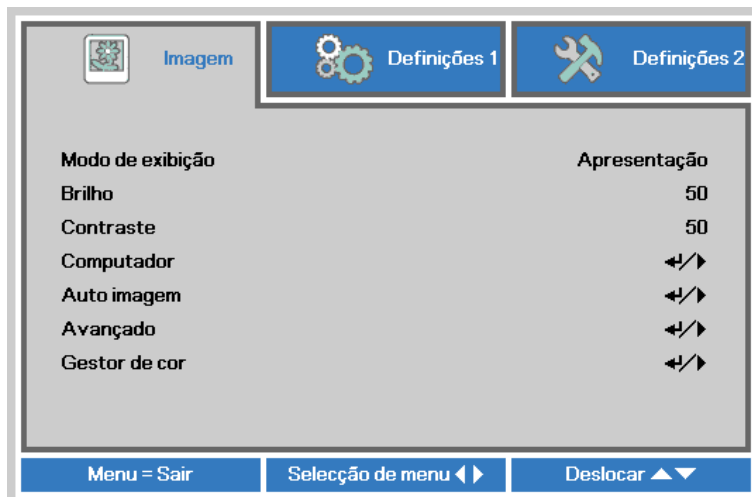 Imagem Definições 1 Definições 2
Modo de exibição Apresentação
Brilho 50
Contraste 50
Computador ↵/▶
Auto imagem ↵/▶
Avançado ↵/▶
Gestor de cor ↵/▶
Menu = Sair Selecção de menu ◀▶ Deslocar ▲▼